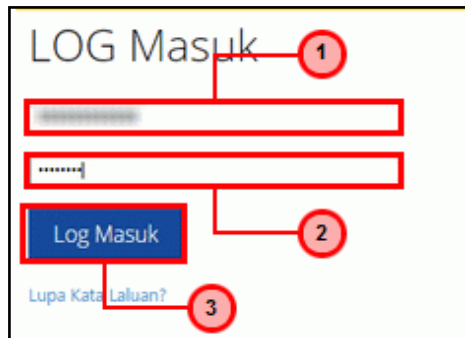 LOG Masuk
1
••••••••
2
Log Masuk
Lupa Kata Laluan?
3